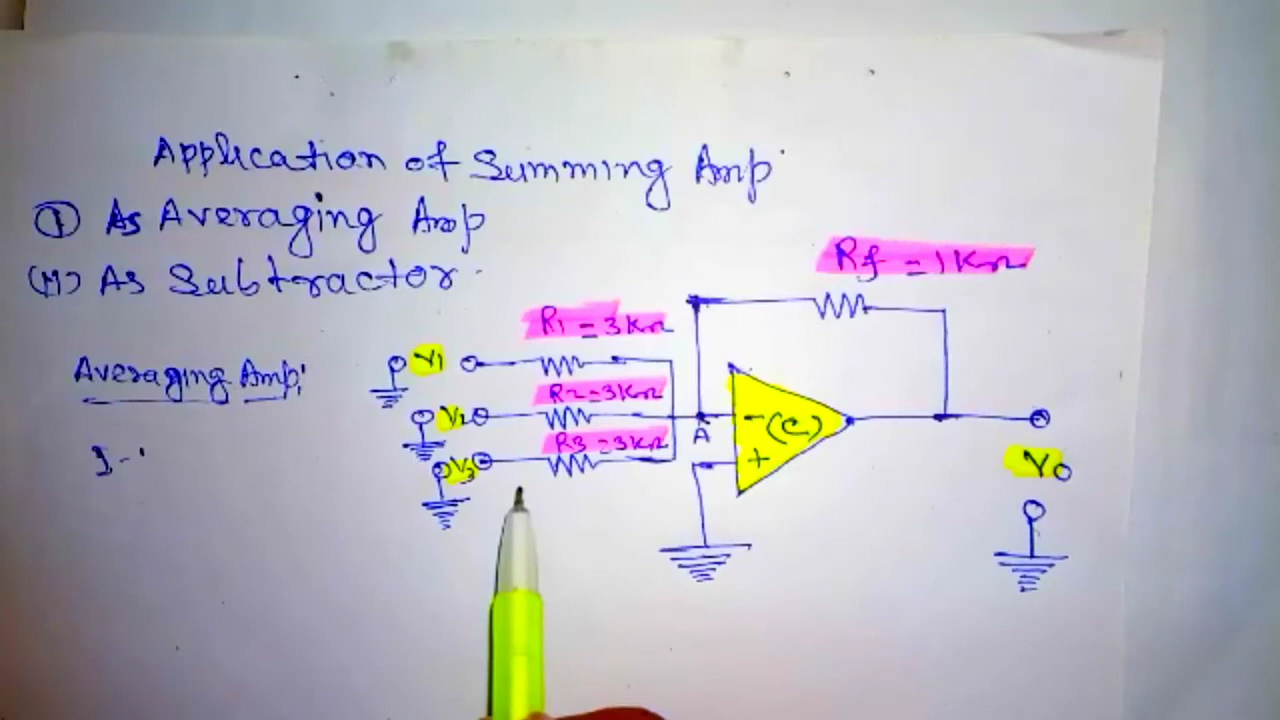 Application of Summing Amp
(I) As Averaging Amp
(II) As Subtractor
Rf = 1KΩ
R1 = 3KΩ
Averaging Amp:
V1
R2 = 3KΩ
V2
- (C)
A
R3 = 3KΩ
V3
+
Vo